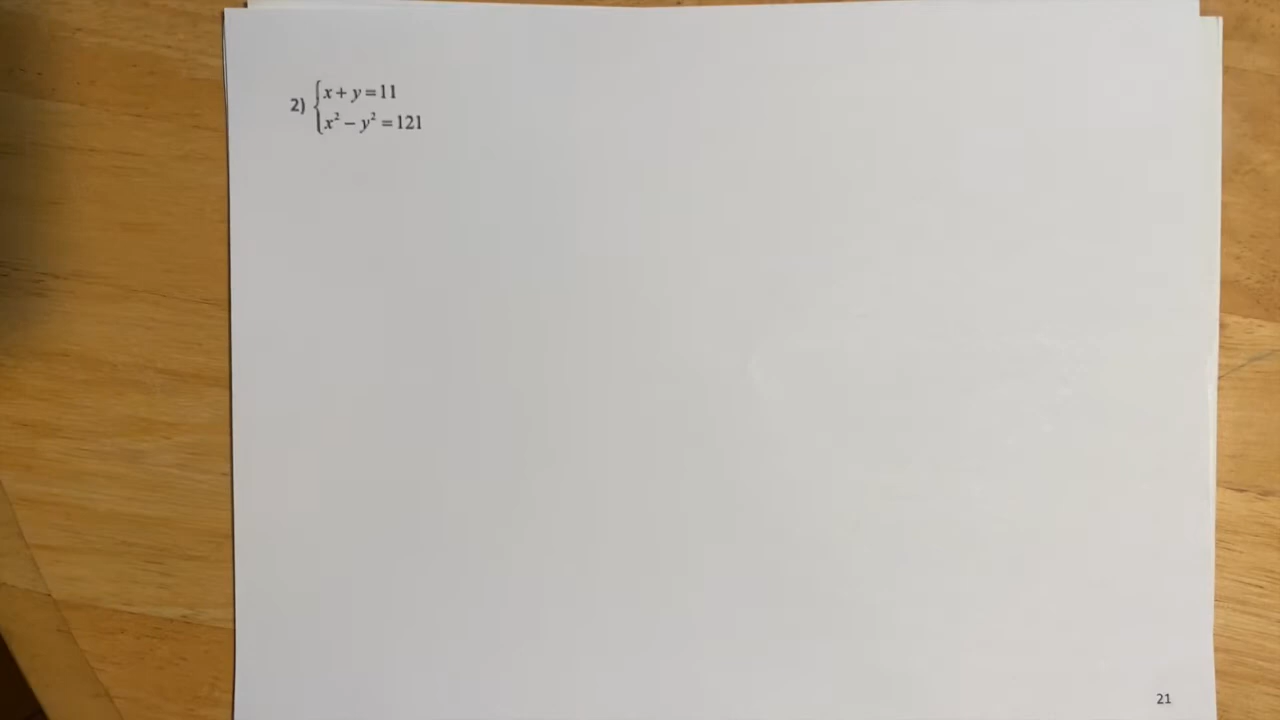 2) { x + y = 11
x² − y² = 121
21